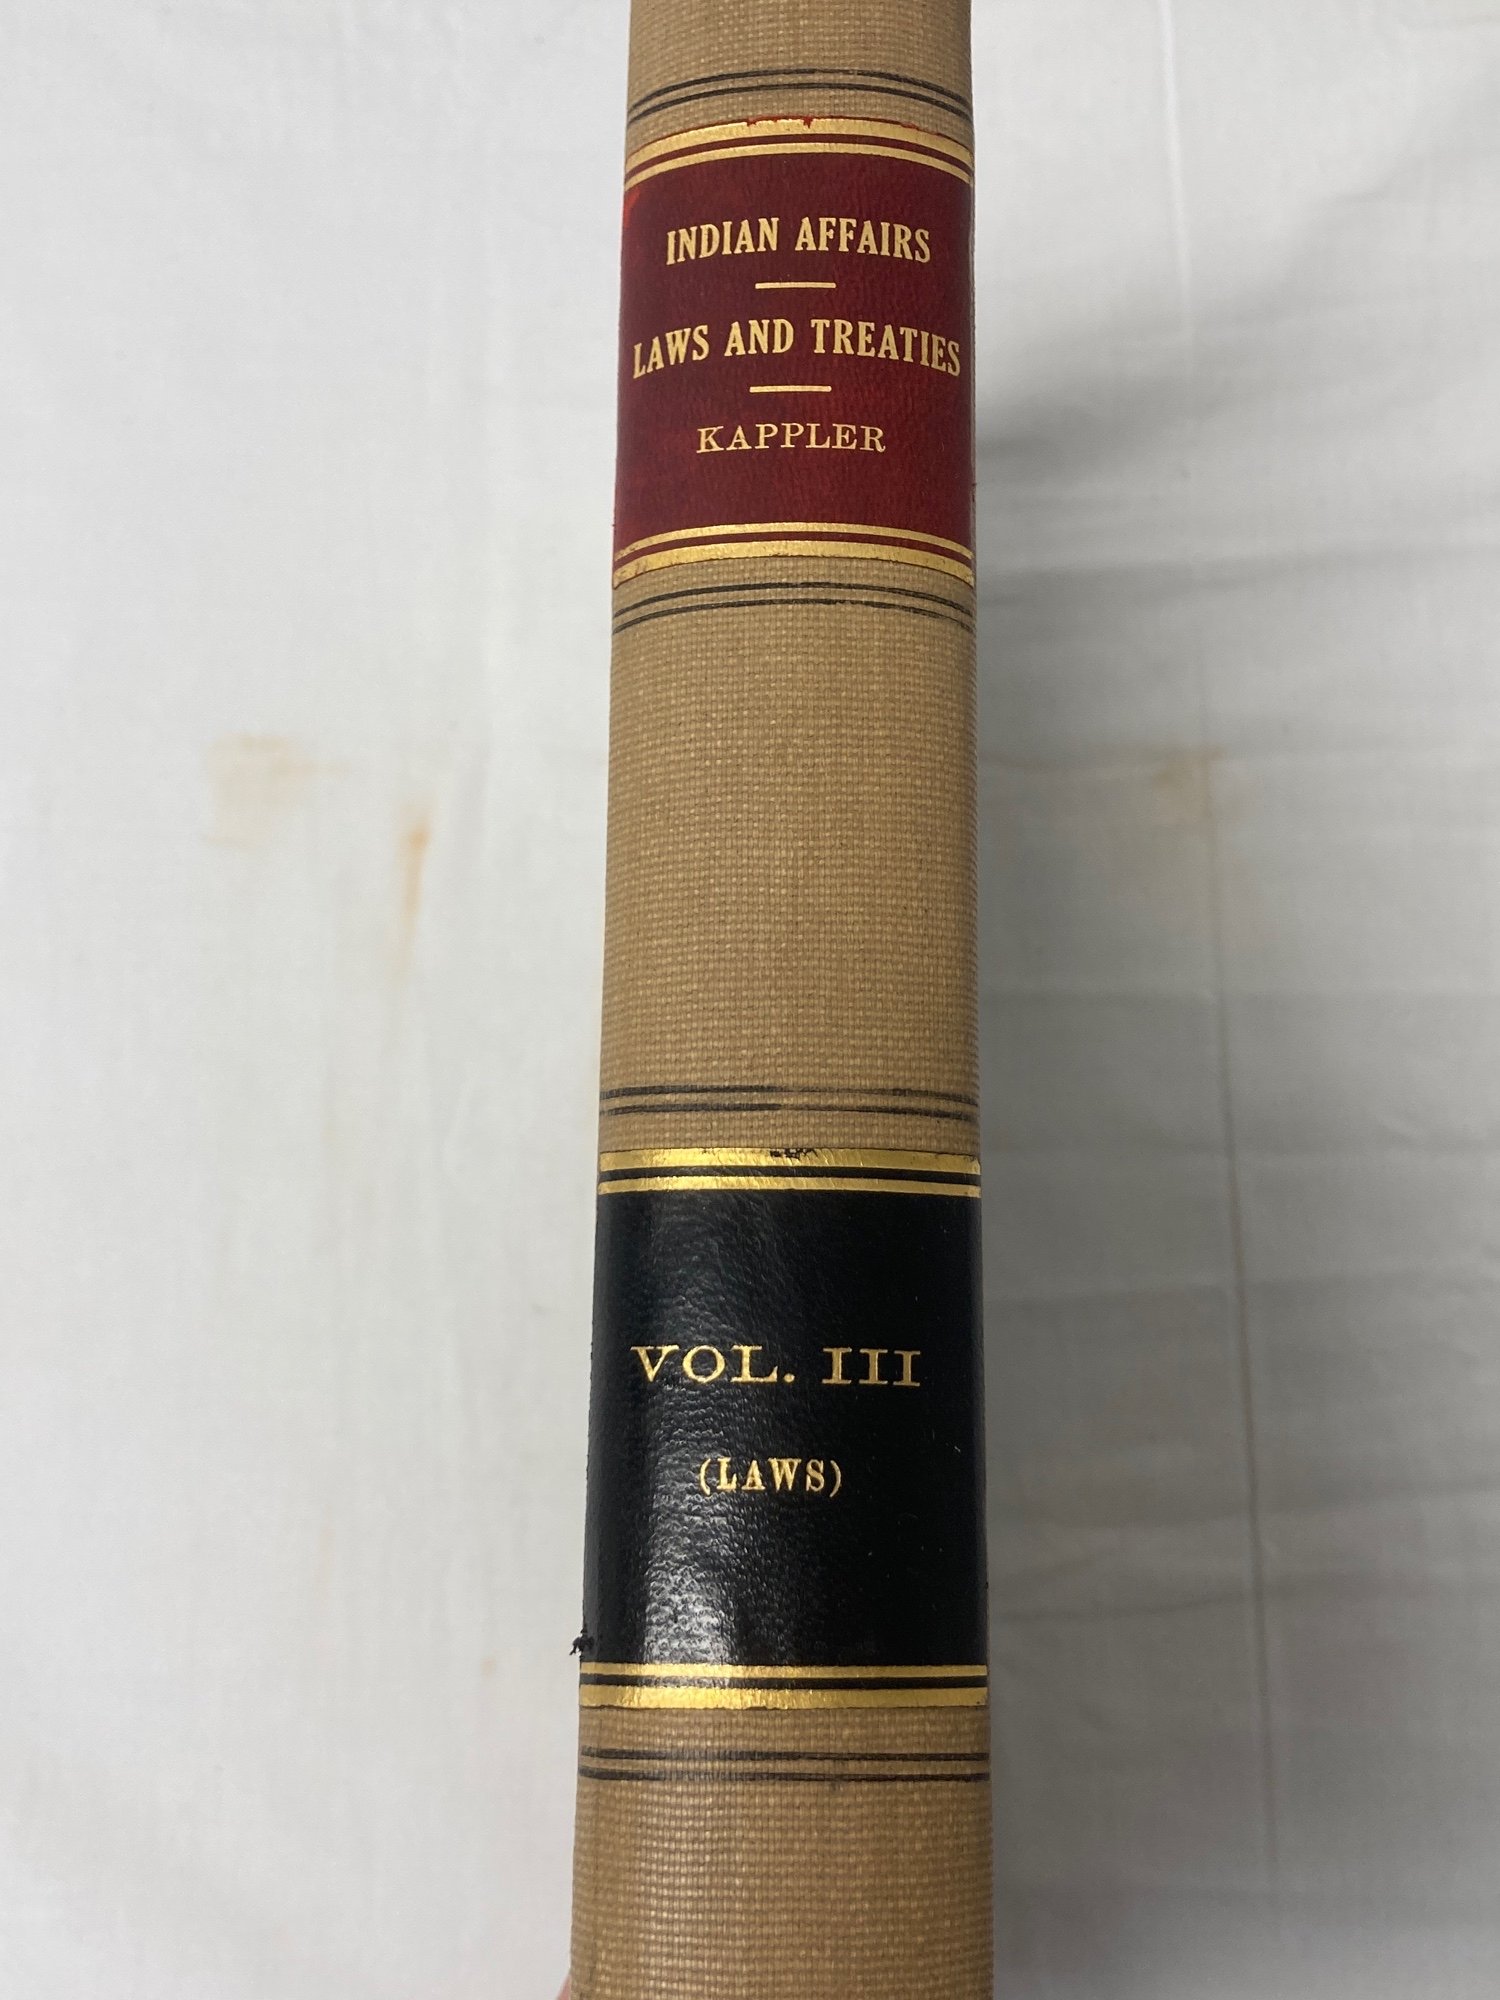 INDIAN AFFAIRS
LAWS AND TREATIES
KAPPLER
VOL. III
(LAWS)